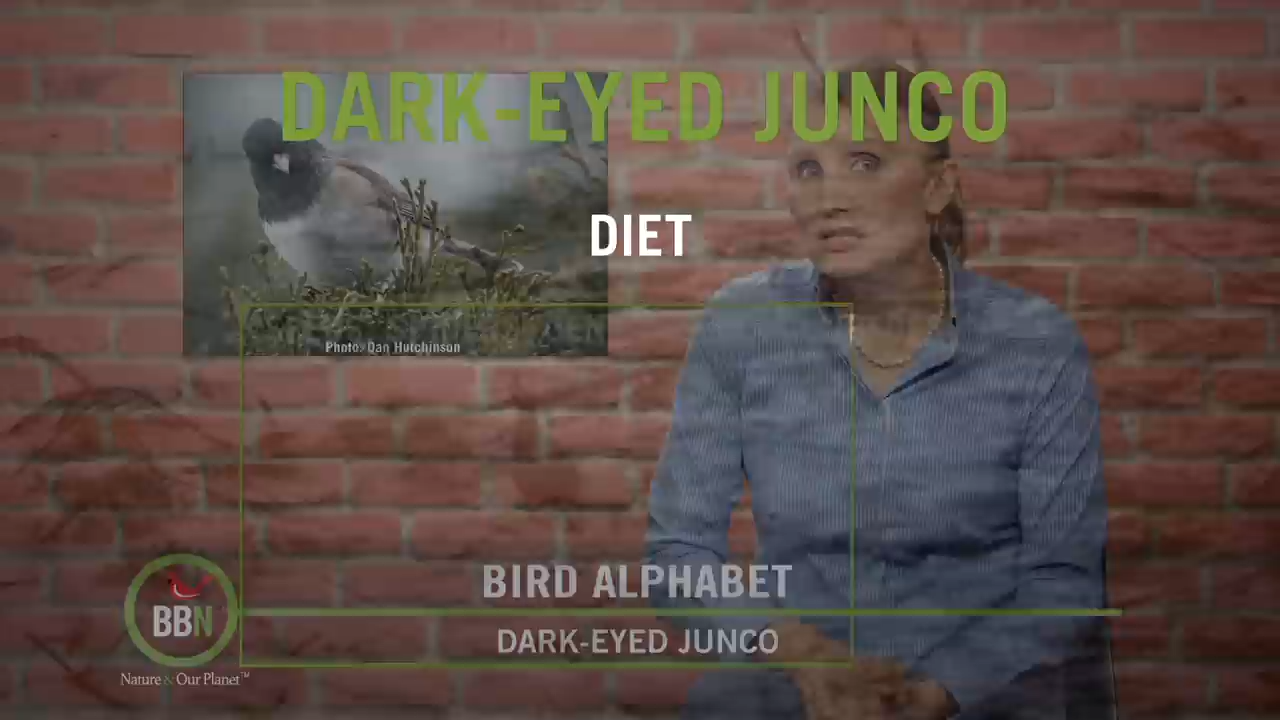 DARK-EYED JUNCO
DIET
Photo: Dan Hutchinson
BIRD ALPHABET
BBN
DARK-EYED JUNCO
Nature & Our Planet™